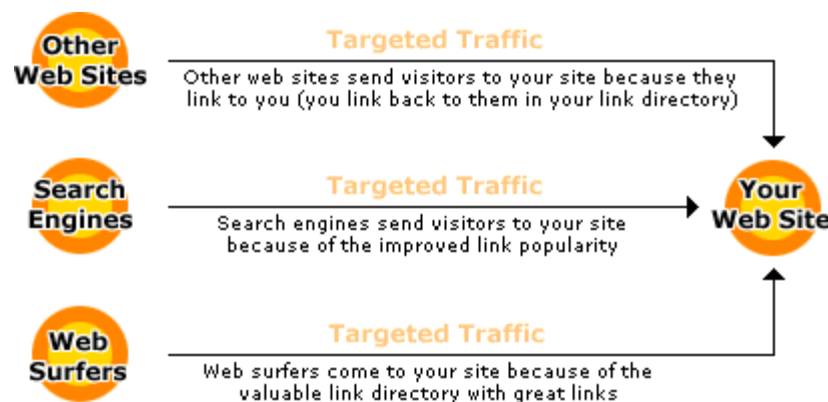 Other
Web Sites
Targeted Traffic
Other web sites send visitors to your site because they
link to you (you link back to them in your link directory)
Search
Engines
Targeted Traffic
Search engines send visitors to your site
because of the improved link popularity
Your
Web Site
Web
Surfers
Targeted Traffic
Web surfers come to your site because of the
valuable link directory with great links